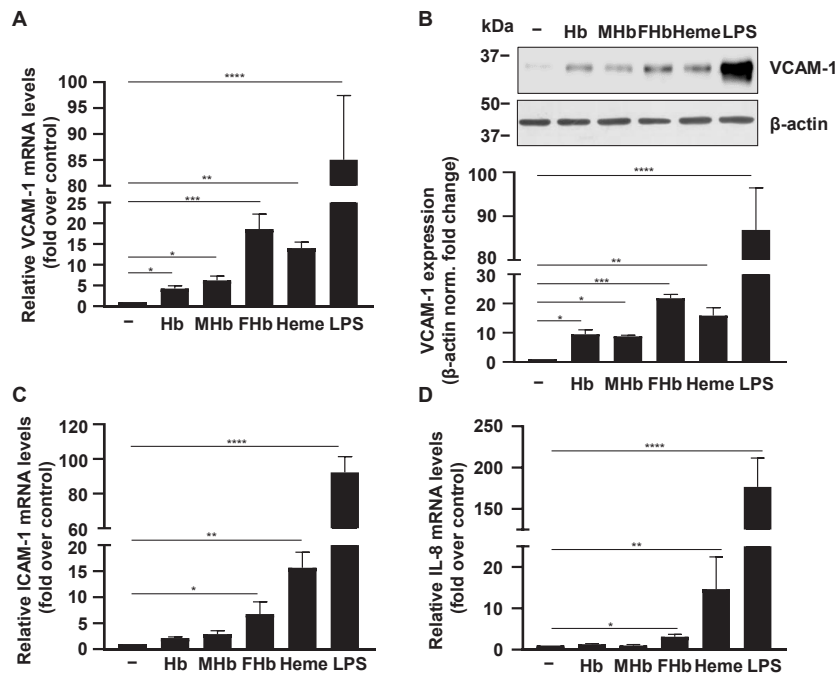 A
Relative VCAM-1 mRNA levels
(fold over control)
100
95
90
85
80
25
20
15
10
5
0
****
**
***
*
*
– Hb MHb FHb Heme LPS
B
kDa – Hb MHb FHb Heme LPS
37–
VCAM-1
50–
37–
β-actin
VCAM-1 expression
(β-actin norm. fold change)
100
90
80
30
20
10
0
****
**
***
*
*
– Hb MHb FHb Heme LPS
C
Relative ICAM-1 mRNA levels
(fold over control)
120
100
80
60
20
15
10
5
0
****
**
*
– Hb MHb FHb Heme LPS
D
Relative IL-8 mRNA levels
(fold over control)
250
200
150
100
20
10
0
****
**
*
– Hb MHb FHb Heme LPS